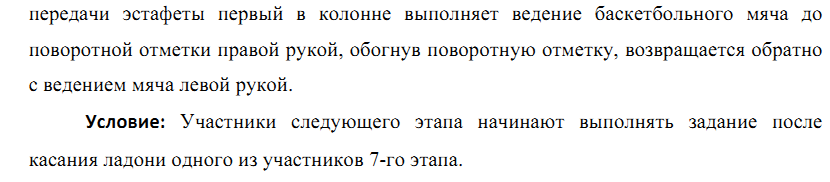 передачи эстафеты первый в колонне выполняет ведение баскетбольного мяча до
поворотной отметки правой рукой, обогнув поворотную отметку, возвращается обратно
с ведением мяча левой рукой.
Условие: Участники следующего этапа начинают выполнять задание после
касания ладони одного из участников 7-го этапа.